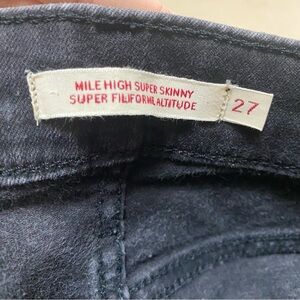 MILE HIGH SUPER SKINNY
SUPER FILIFORME ALTITUDE
27